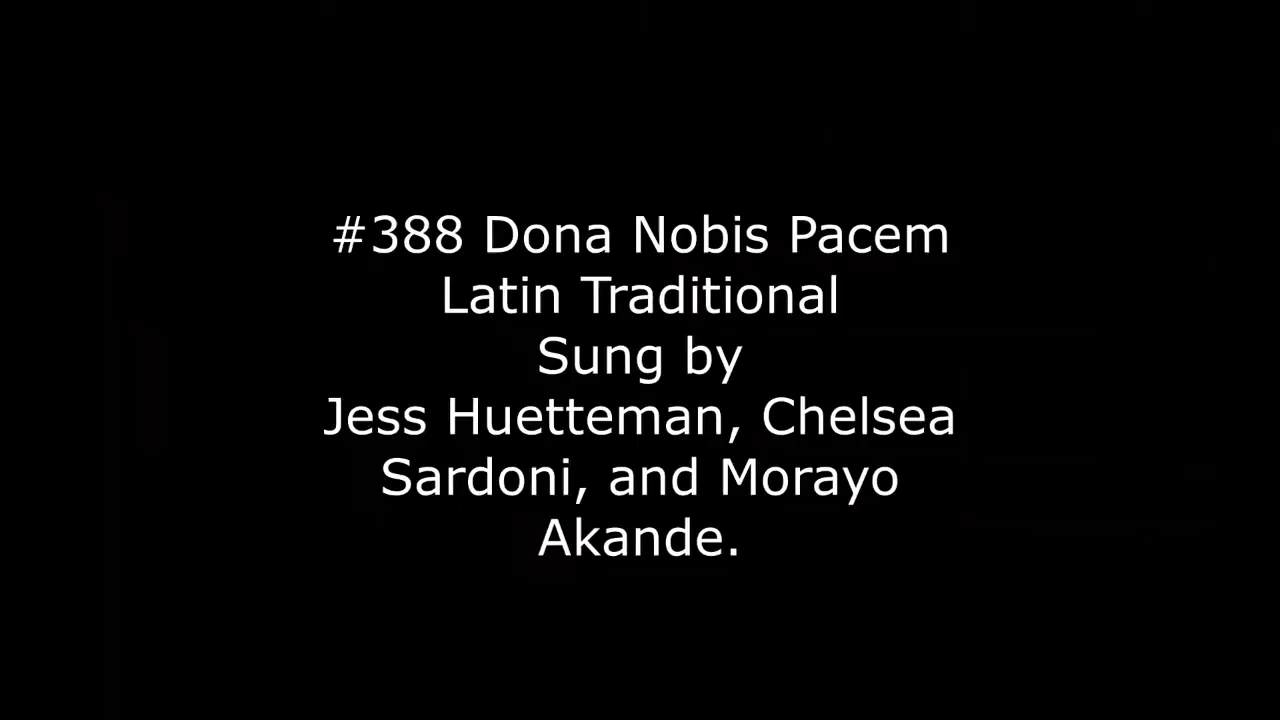 #388 Dona Nobis Pacem
Latin Traditional
Sung by
Jess Huetteman, Chelsea
Sardoni, and Morayo
Akande.